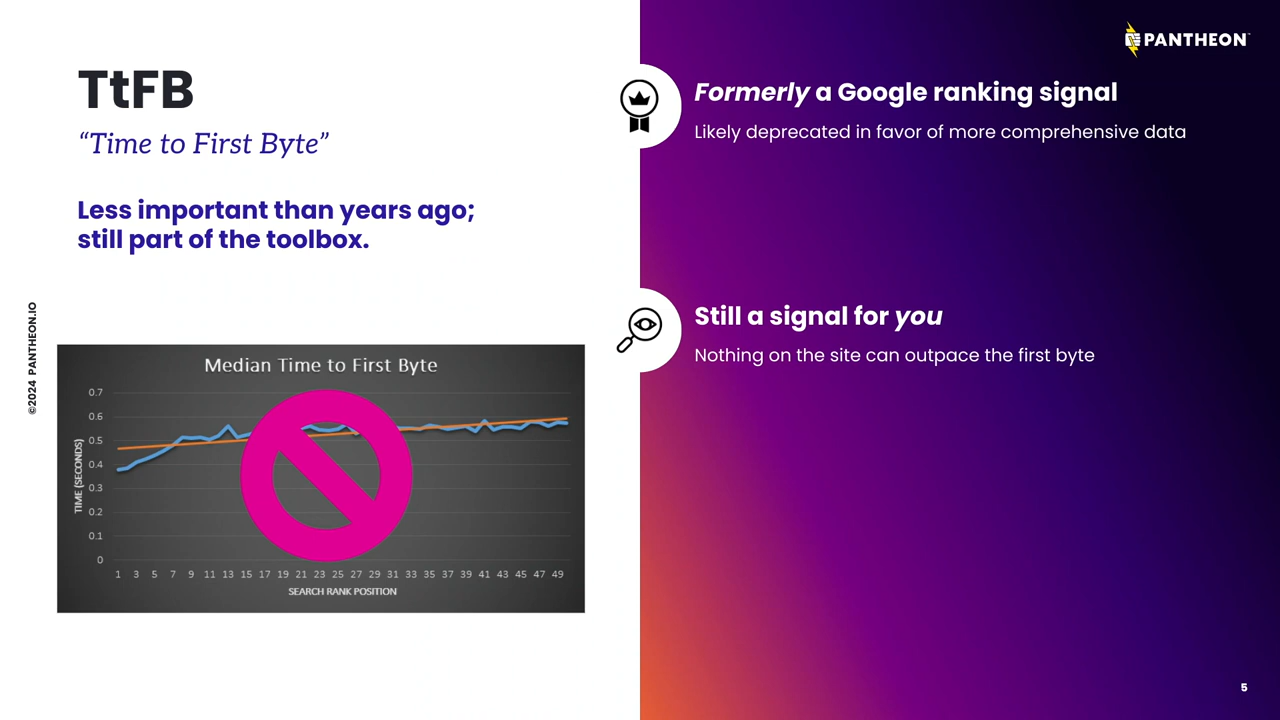 TtFB
“Time to First Byte”
Less important than years ago;
still part of the toolbox.
©2024 PANTHEON.IO
Median Time to First Byte
TIME (SECONDS)
0.7
0.6
0.5
0.4
0.3
0.2
0.1
0
1 3 5 7 9 11 13 15 17 19 21 23 25 27 29 31 33 35 37 39 41 43 45 47 49
SEARCH RANK POSITION
PANTHEON™
Formerly a Google ranking signal
Likely deprecated in favor of more comprehensive data
Still a signal for you
Nothing on the site can outpace the first byte
5